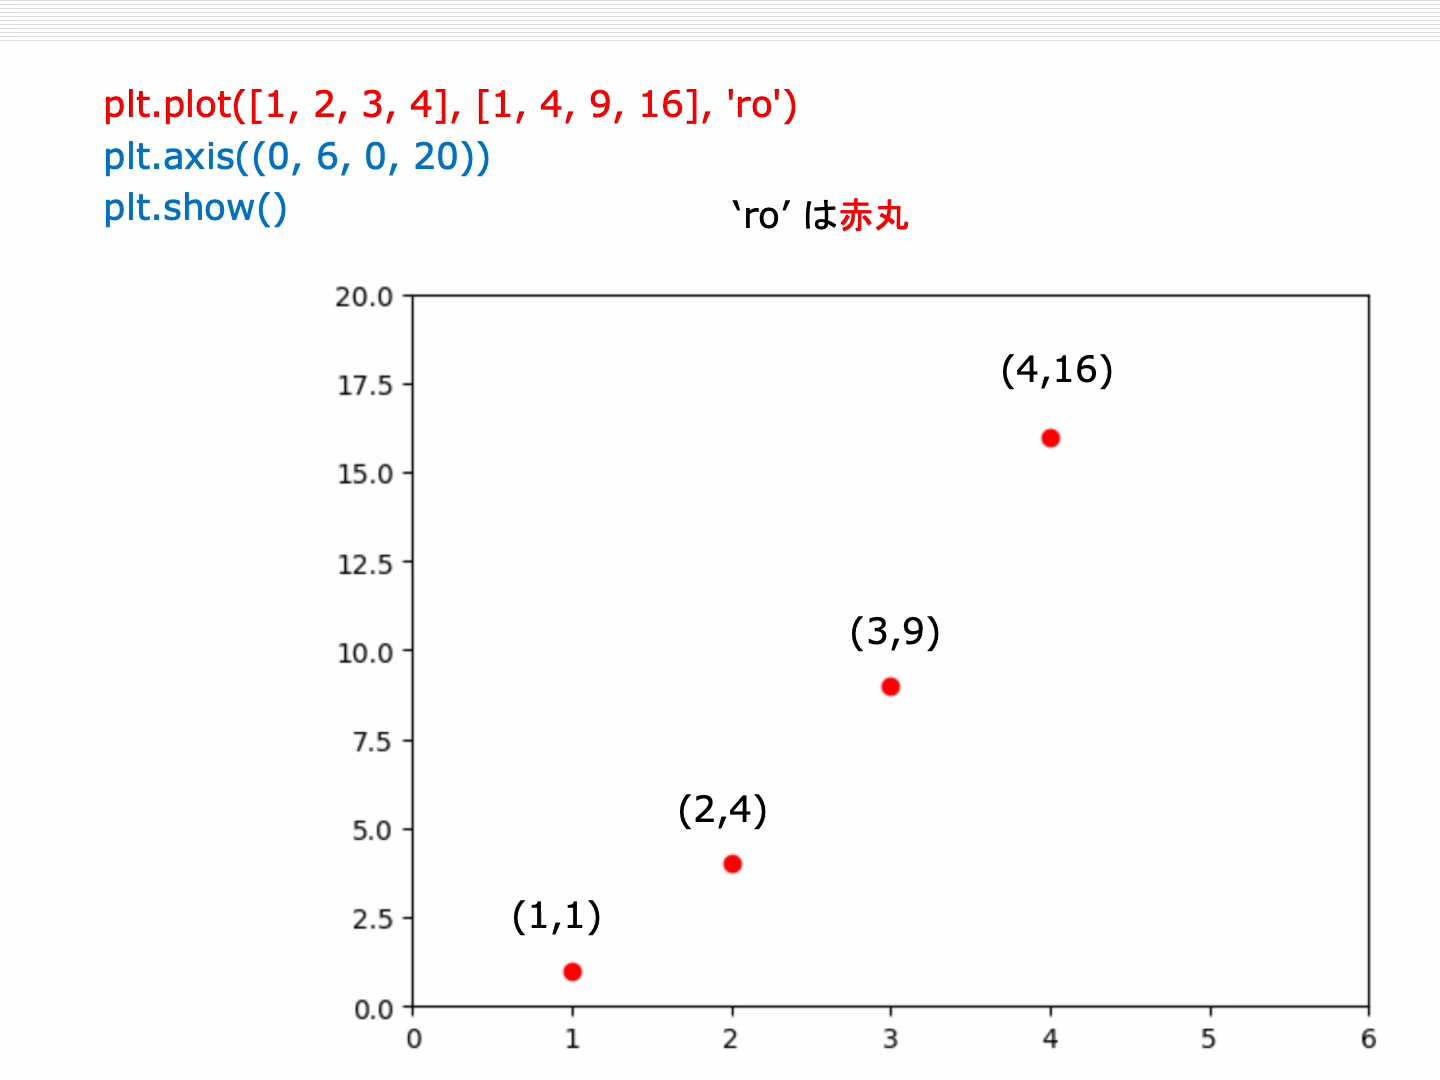 plt.plot([1, 2, 3, 4], [1, 4, 9, 16], 'ro')
plt.axis((0, 6, 0, 20))
plt.show()
‘ro’ は赤丸
20.0
17.5
15.0
12.5
10.0
7.5
5.0
2.5
0.0
(4,16)
(3,9)
(2,4)
(1,1)
0 1 2 3 4 5 6